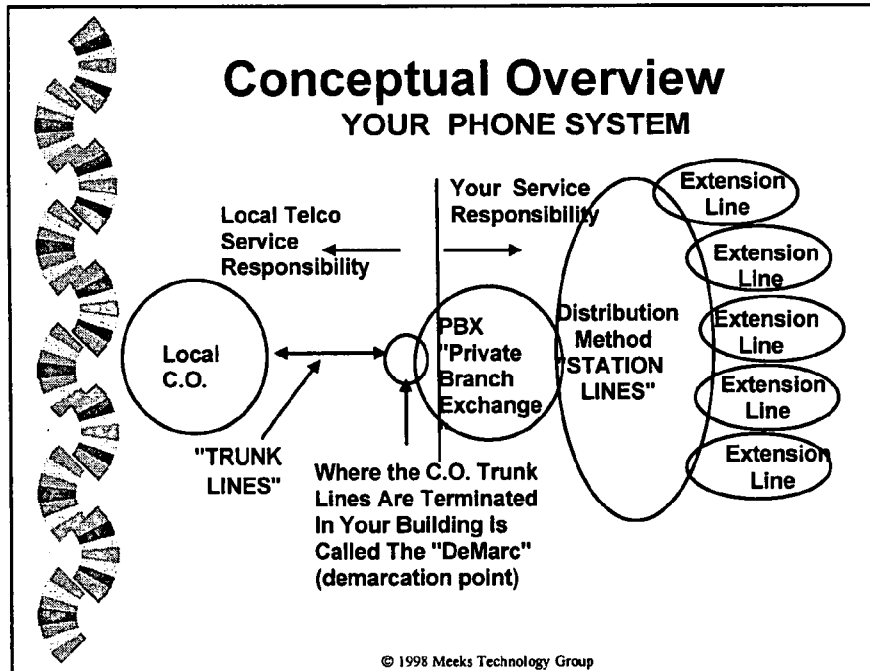 Conceptual Overview
YOUR PHONE SYSTEM
Local Telco
Service
Responsibility
Your Service
Responsibility
Local
C.O.
"TRUNK
LINES"
Where the C.O. Trunk
Lines Are Terminated
In Your Building Is
Called The "DeMarc"
(demarcation point)
PBX
"Private
Branch
Exchange
Distribution
Method
"STATION
LINES"
Extension
Line
Extension
Line
Extension
Line
Extension
Line
Extension
Line
© 1998 Meeks Technology Group